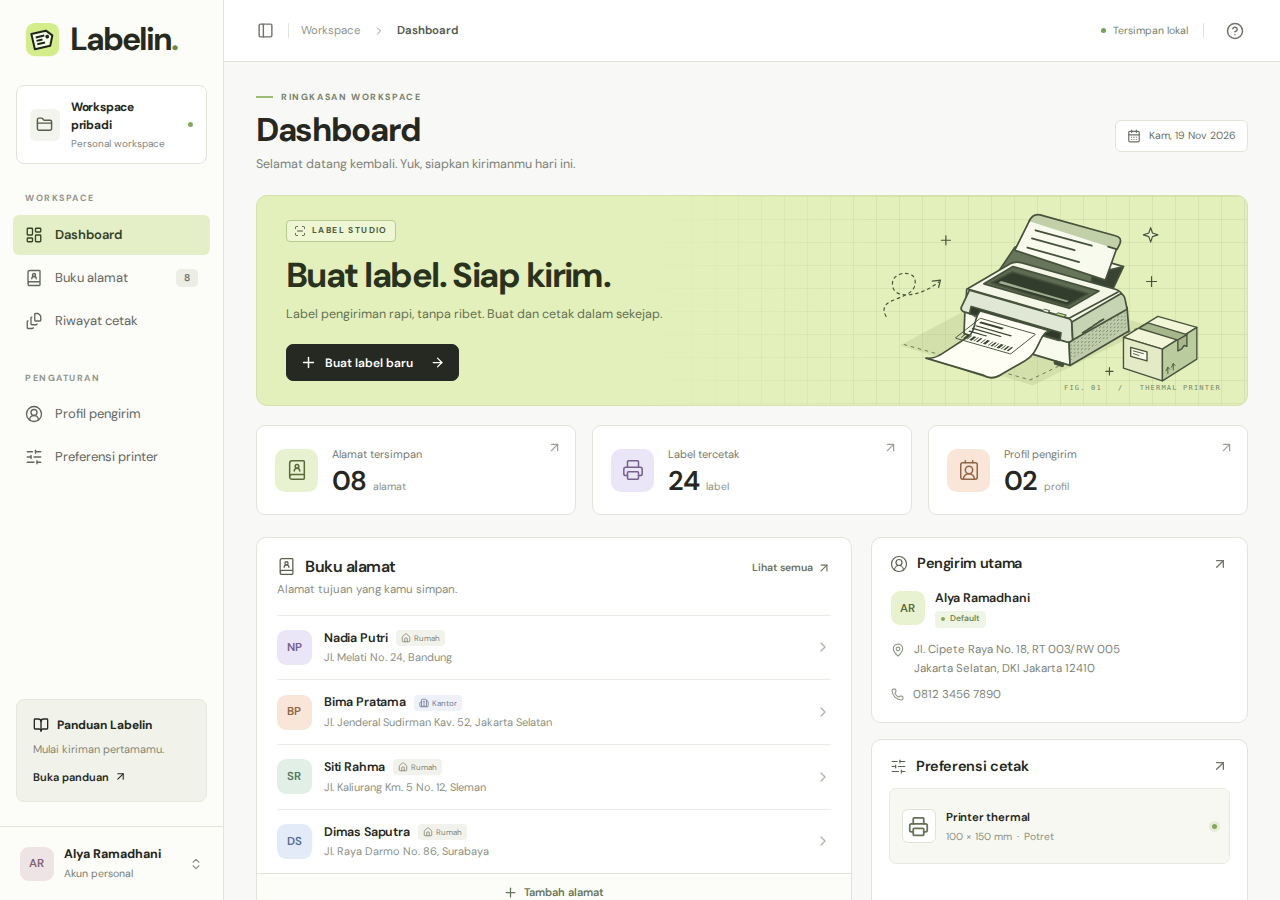 Labelin.
Workspace
pribadi
Personal workspace
WORKSPACE
Dashboard
Buku alamat 8
Riwayat cetak
PENGATURAN
Profil pengirim
Preferensi printer
Panduan Labelin
Mulai kiriman pertamamu.
Buka panduan
AR Alya Ramadhani
Akun personal
Workspace Dashboard
Tersimpan lokal
RINGKASAN WORKSPACE
Dashboard
Selamat datang kembali. Yuk, siapkan kirimanmu hari ini.
Kam, 19 Nov 2026
LABEL STUDIO
Buat label. Siap kirim.
Label pengiriman rapi, tanpa ribet. Buat dan cetak dalam sekejap.
Buat label baru
FIG. 01 / THERMAL PRINTER
Alamat tersimpan
08 alamat
Label tercetak
24 label
Profil pengirim
02 profil
Buku alamat
Lihat semua
Alamat tujuan yang kamu simpan.
NP Nadia Putri Rumah
Jl. Melati No. 24, Bandung
BP Bima Pratama Kantor
Jl. Jenderal Sudirman Kav. 52, Jakarta Selatan
SR Siti Rahma Rumah
Jl. Kaliurang Km. 5 No. 12, Sleman
DS Dimas Saputra Rumah
Jl. Raya Darmo No. 86, Surabaya
Tambah alamat
Pengirim utama
AR Alya Ramadhani
Default
Jl. Cipete Raya No. 18, RT 003/RW 005
Jakarta Selatan, DKI Jakarta 12410
0812 3456 7890
Preferensi cetak
Printer thermal
100 × 150 mm · Potret